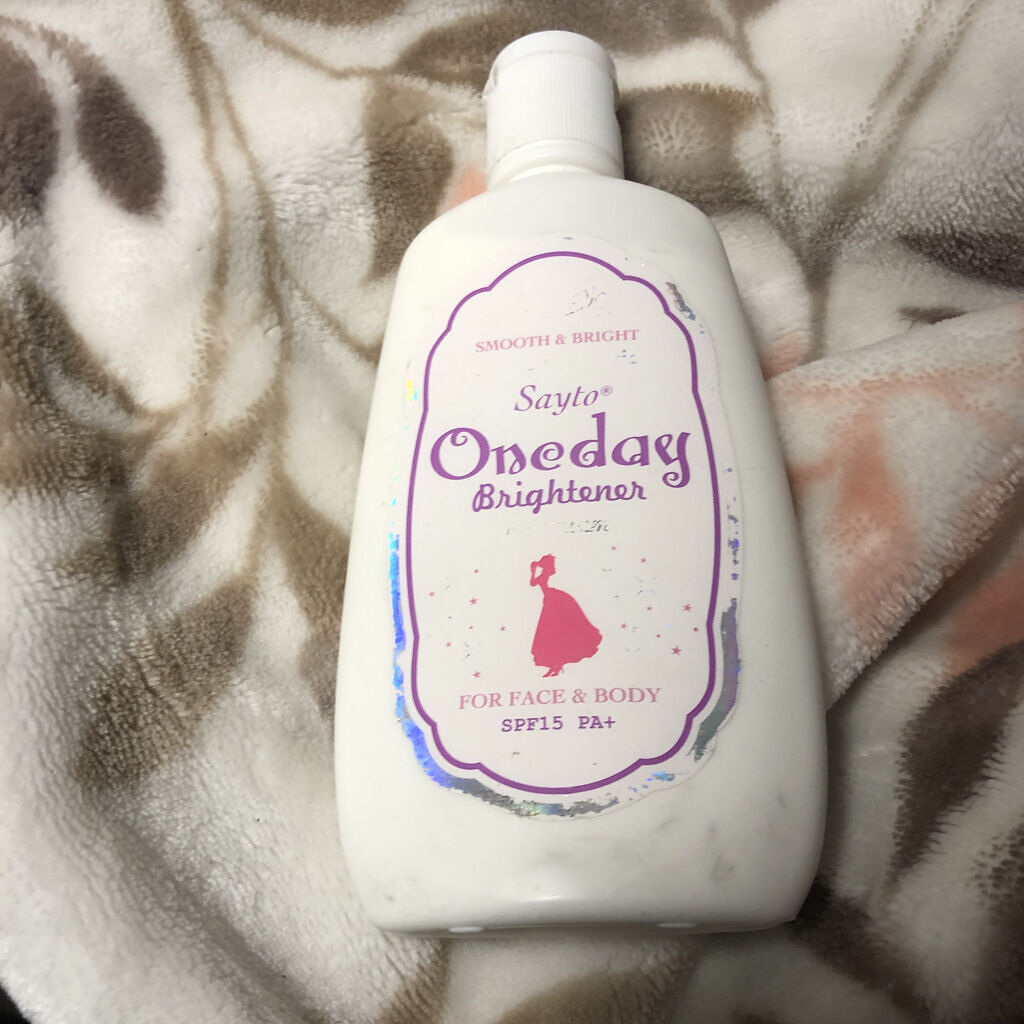 SMOOTH & BRIGHT
Sayto®
Oneday
Brightener
FOR FACE & BODY
SPF15 PA+